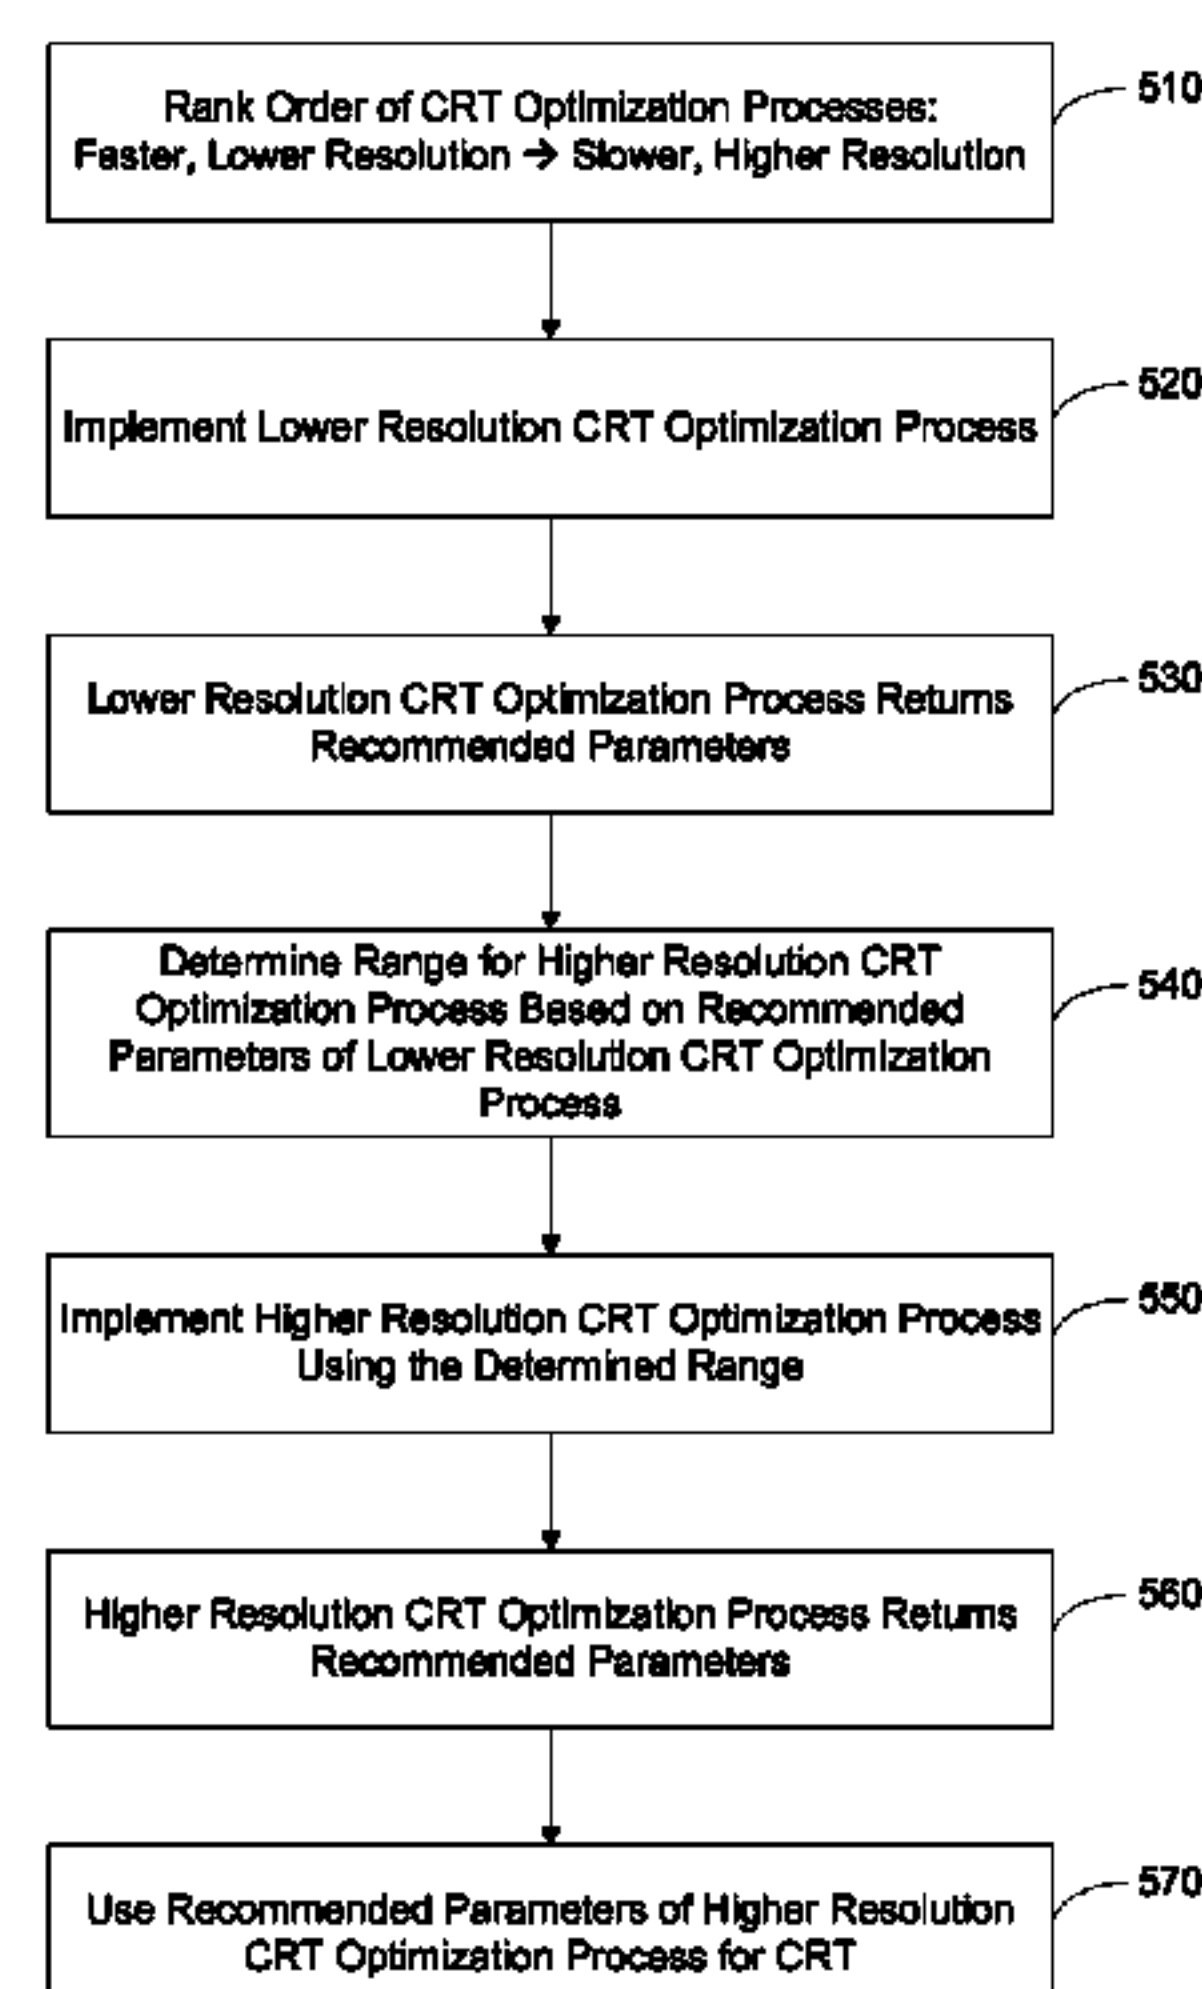 Rank Order of CRT Optimization Processes:
Faster, Lower Resolution → Slower, Higher Resolution
510
Implement Lower Resolution CRT Optimization Process
520
Lower Resolution CRT Optimization Process Returns
Recommended Parameters
530
Determine Range for Higher Resolution CRT
Optimization Process Based on Recommended
Parameters of Lower Resolution CRT Optimization
Process
540
Implement Higher Resolution CRT Optimization Process
Using the Determined Range
550
Higher Resolution CRT Optimization Process Returns
Recommended Parameters
560
Use Recommended Parameters of Higher Resolution
CRT Optimization Process for CRT
570